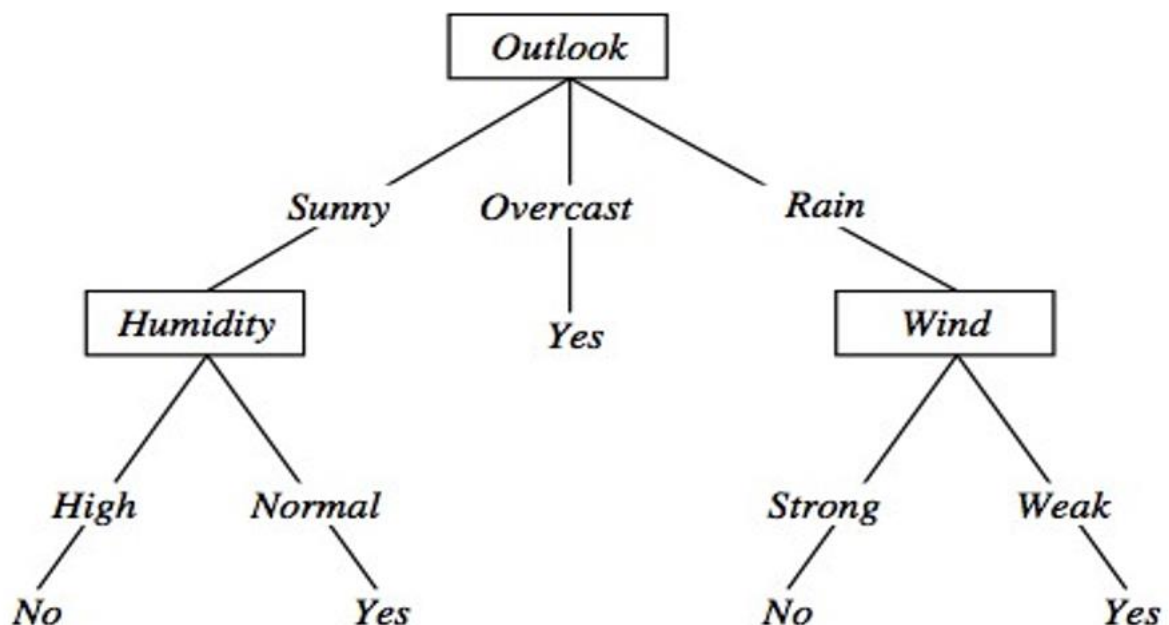 Outlook
Sunny Overcast Rain
Humidity Yes Wind
High Normal Strong Weak
No Yes No Yes